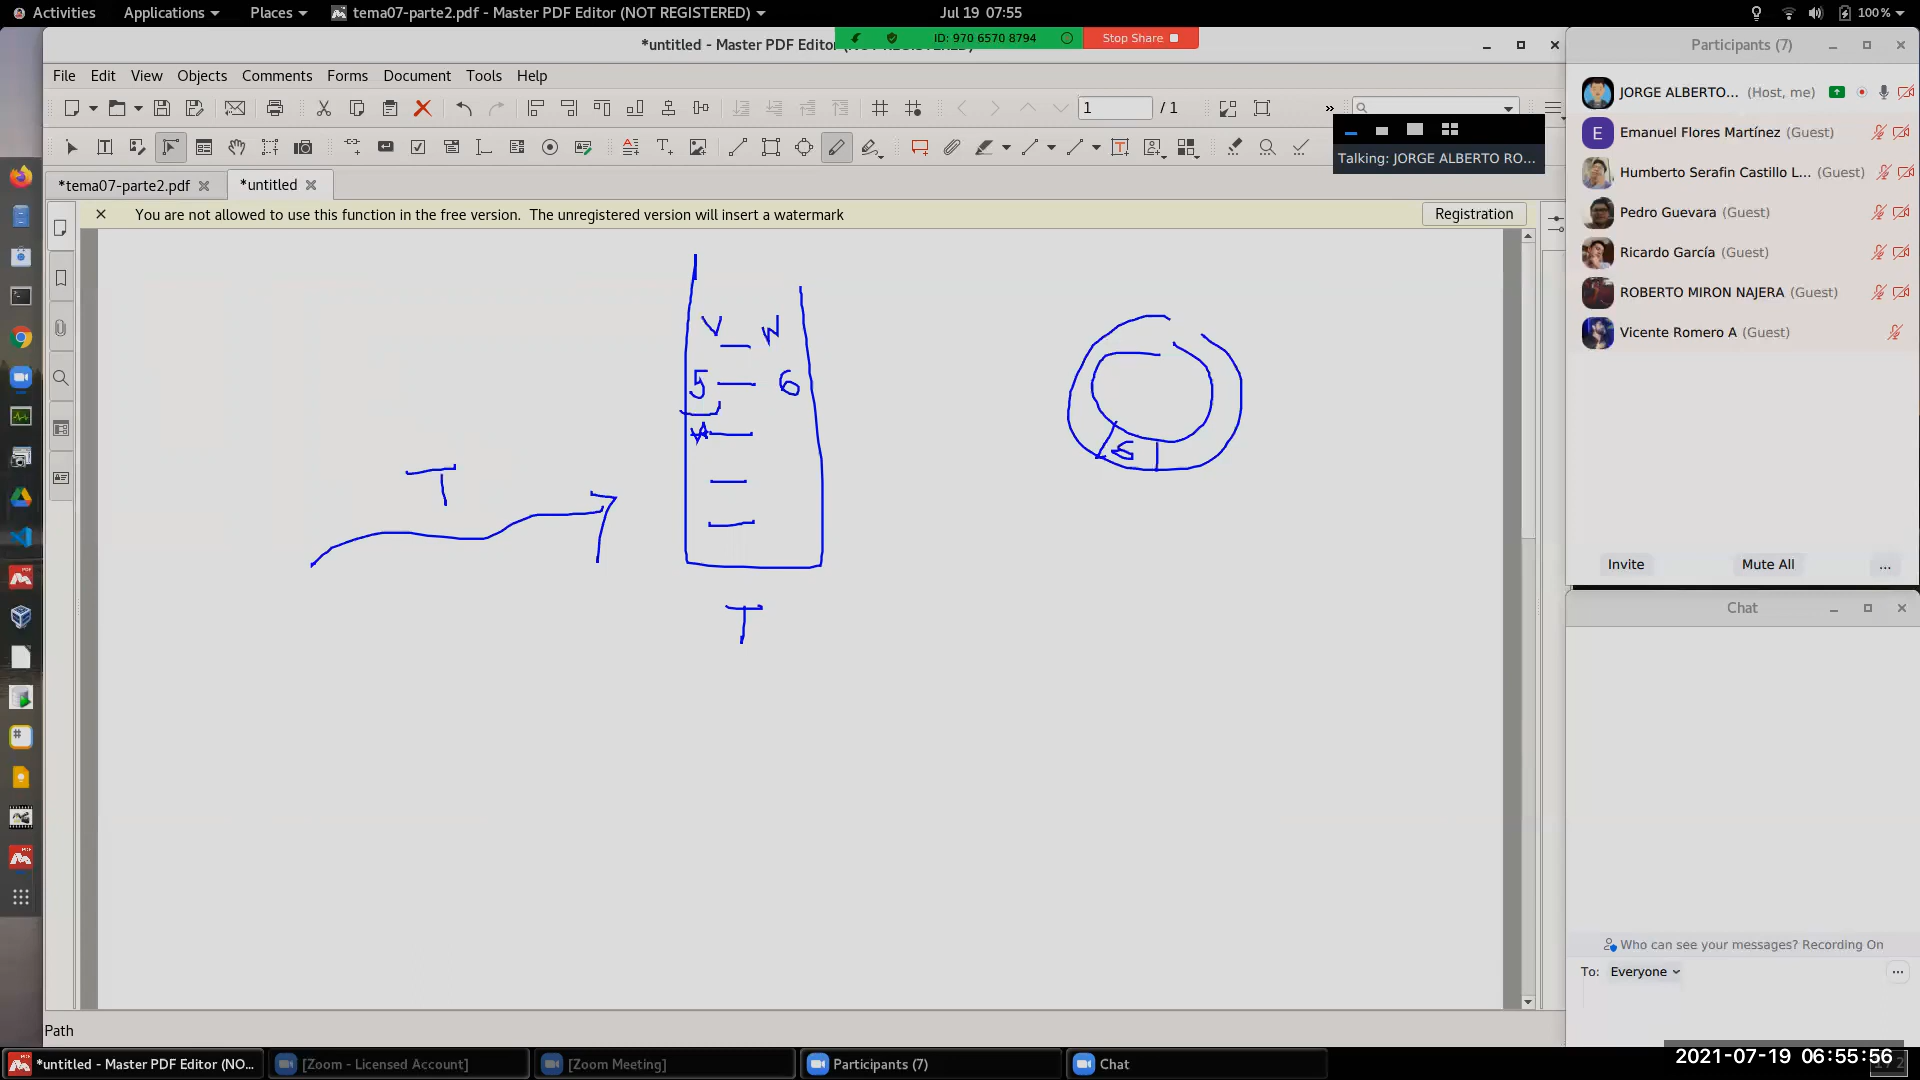 Activities Applications Places tema07-parte2.pdf - Master PDF Editor (NOT REGISTERED) Jul 19 07:55 100%
*untitled - Master PDF Editor
ID: 970 6570 8794 Stop Share
File Edit View Objects Comments Forms Document Tools Help
1 / 1
Talking: JORGE ALBERTO RO...
*tema07-parte2.pdf *untitled
You are not allowed to use this function in the free version. The unregistered version will insert a watermark Registration
V W
5 6
T
T
5
Path
Participants (7)
JORGE ALBERTO... (Host, me)
E Emanuel Flores Martínez (Guest)
Humberto Serafin Castillo L... (Guest)
Pedro Guevara (Guest)
Ricardo García (Guest)
ROBERTO MIRON NAJERA (Guest)
Vicente Romero A (Guest)
Invite Mute All ...
Chat
Who can see your messages? Recording On
To: Everyone
*untitled - Master PDF Editor (NO... [Zoom - Licensed Account] [Zoom Meeting] Participants (7) Chat
2021-07-19 06:55:56